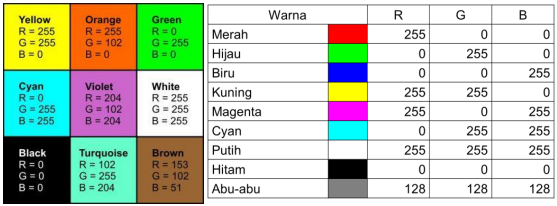 Yellow
R = 255
G = 255
B = 0
Orange
R = 255
G = 102
B = 0
Green
R = 0
G = 255
B = 0
Cyan
R = 0
G = 255
B = 255
Violet
R = 204
G = 102
B = 204
White
R = 255
G = 255
B = 255
Black
R = 0
G = 0
B = 0
Turquoise
R = 102
G = 255
B = 204
Brown
R = 153
G = 102
B = 51
Warna R G B
Merah 255 0 0
Hijau 0 255 0
Biru 0 0 255
Kuning 255 255 0
Magenta 255 0 255
Cyan 0 255 255
Putih 255 255 255
Hitam 0 0 0
Abu-abu 128 128 128